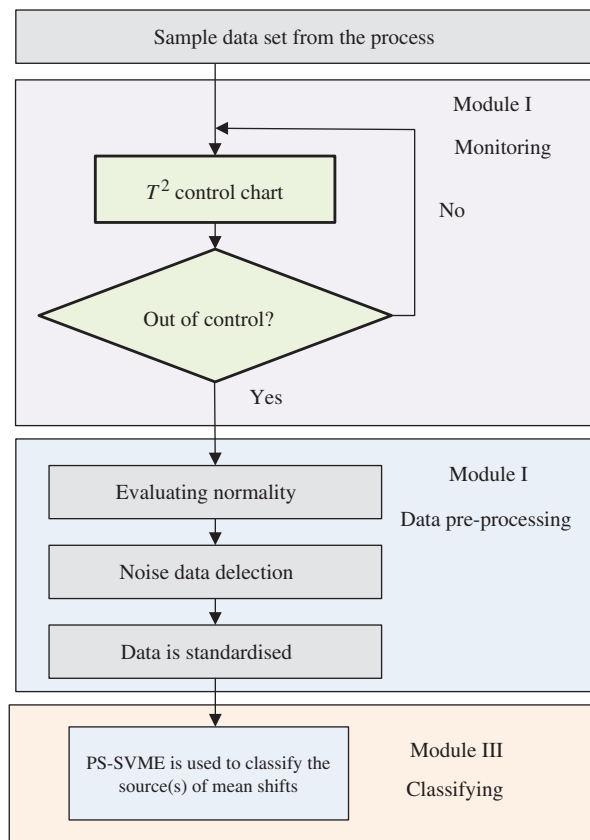 Sample data set from the process
Module I
Monitoring
T² control chart
No
Out of control?
Yes
Module I
Evaluating normality
Data pre-processing
Noise data delection
Data is standardised
PS-SVME is used to classify the
source(s) of mean shifts
Module III
Classifying